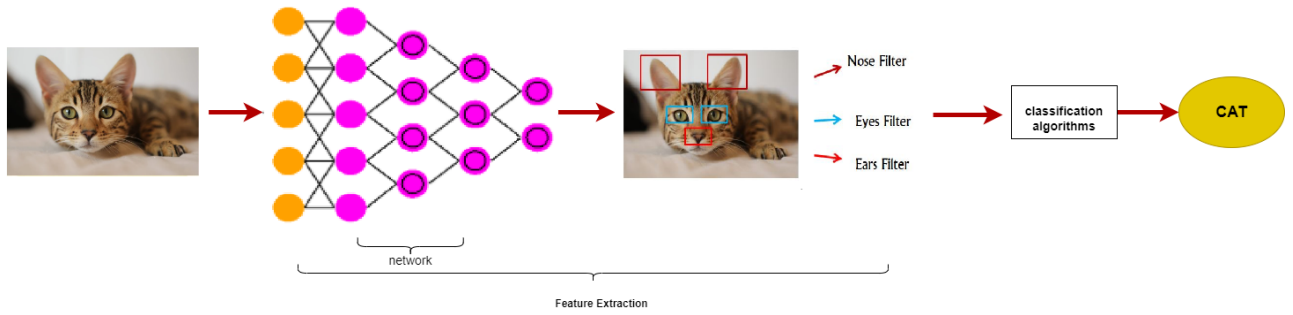 Nose Filter
Eyes Filter
Ears Filter
classification
algorithms
CAT
network
Feature Extraction